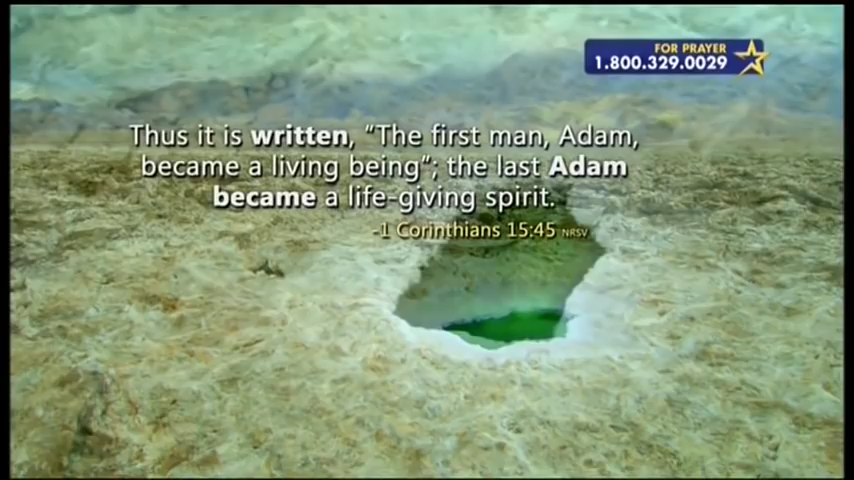 FOR PRAYER
1.800.329.0029
Thus it is written, “The first man, Adam,
became a living being”; the last Adam
became a life-giving spirit.
-1 Corinthians 15:45 NRSV